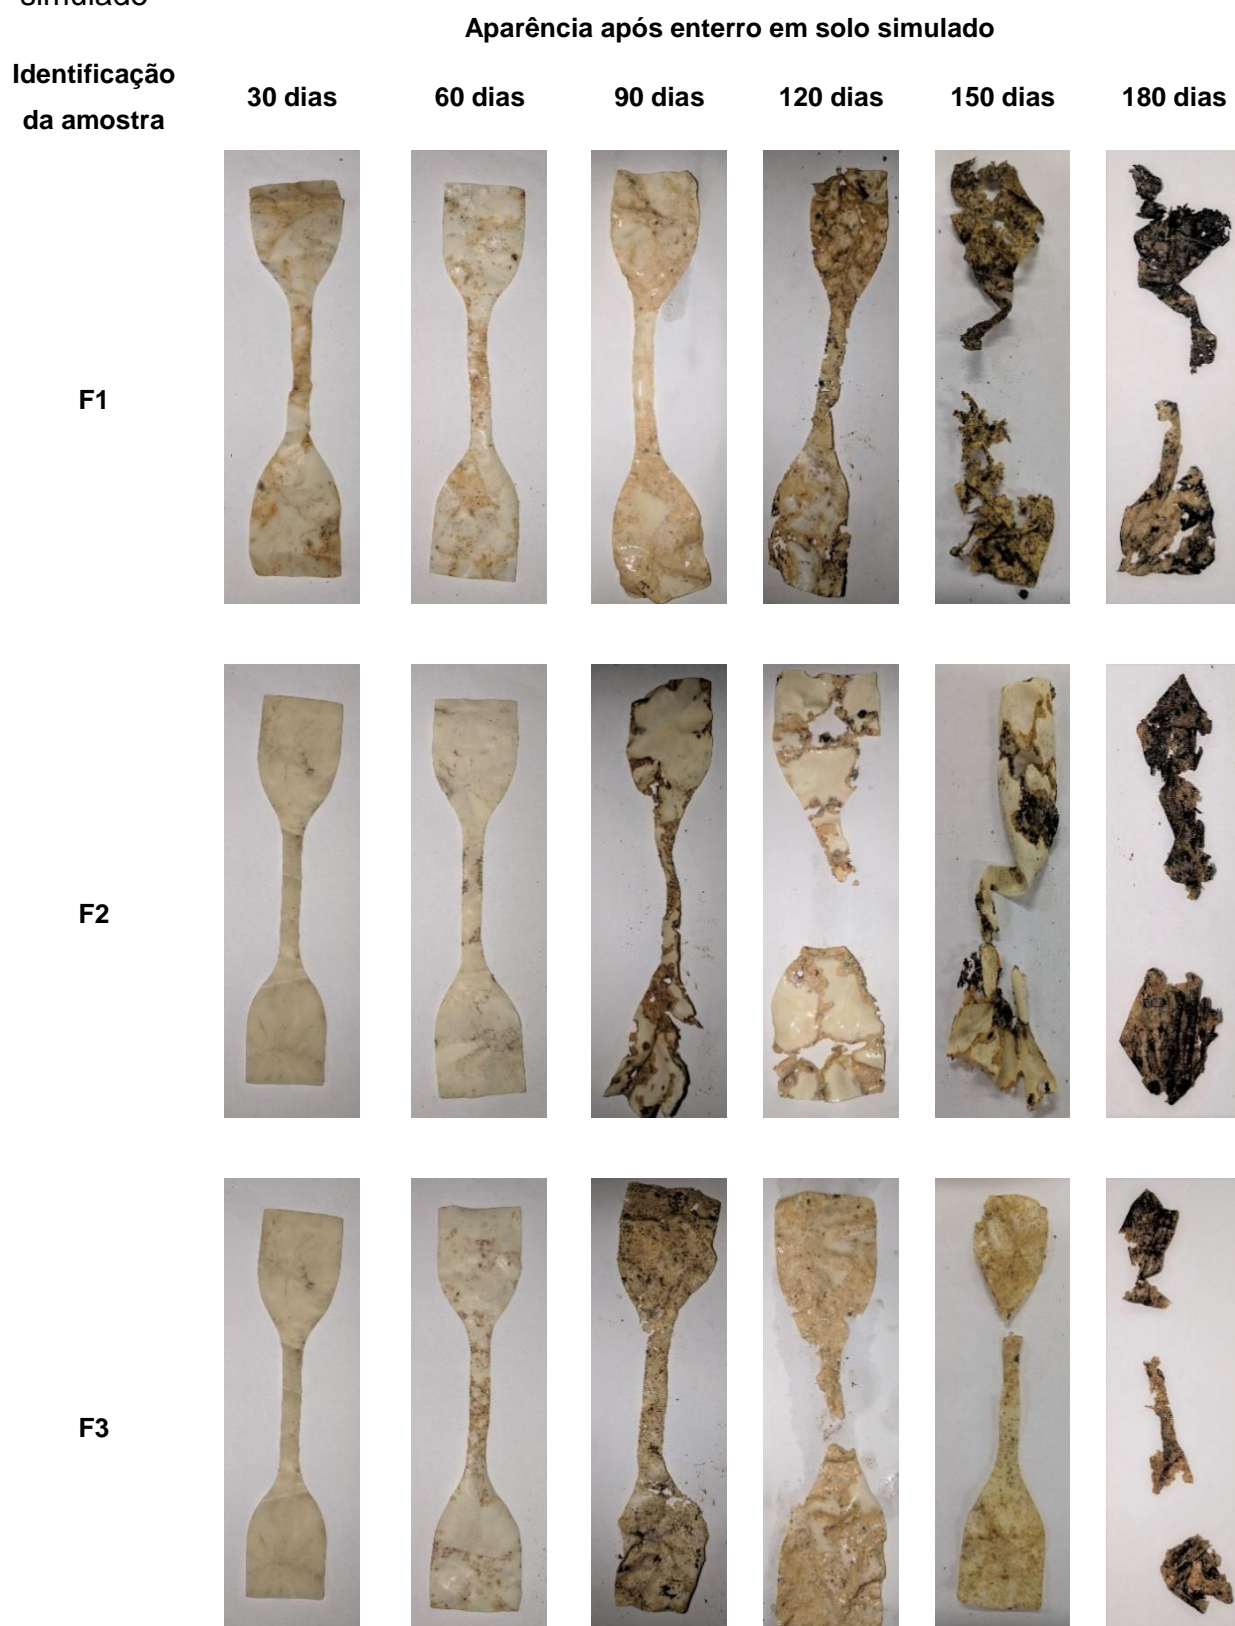 simulado
Aparência após enterro em solo simulado
Identificação
da amostra
30 dias
60 dias
90 dias
120 dias
150 dias
180 dias
F1
F2
F3